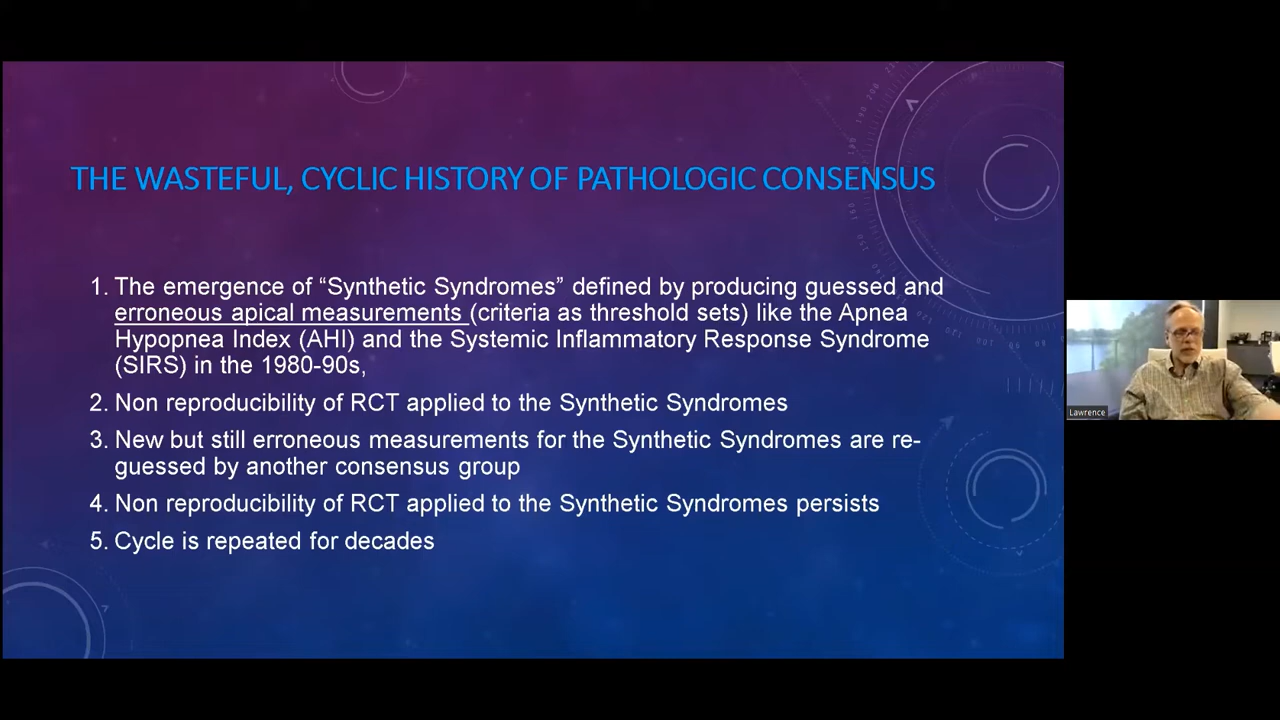 THE WASTEFUL, CYCLIC HISTORY OF PATHOLOGIC CONSENSUS
1. The emergence of “Synthetic Syndromes” defined by producing guessed and
erroneous apical measurements (criteria as threshold sets) like the Apnea
Hypopnea Index (AHI) and the Systemic Inflammatory Response Syndrome
(SIRS) in the 1980-90s,
2. Non reproducibility of RCT applied to the Synthetic Syndromes
3. New but still erroneous measurements for the Synthetic Syndromes are re-
guessed by another consensus group
4. Non reproducibility of RCT applied to the Synthetic Syndromes persists
5. Cycle is repeated for decades
Lawrence